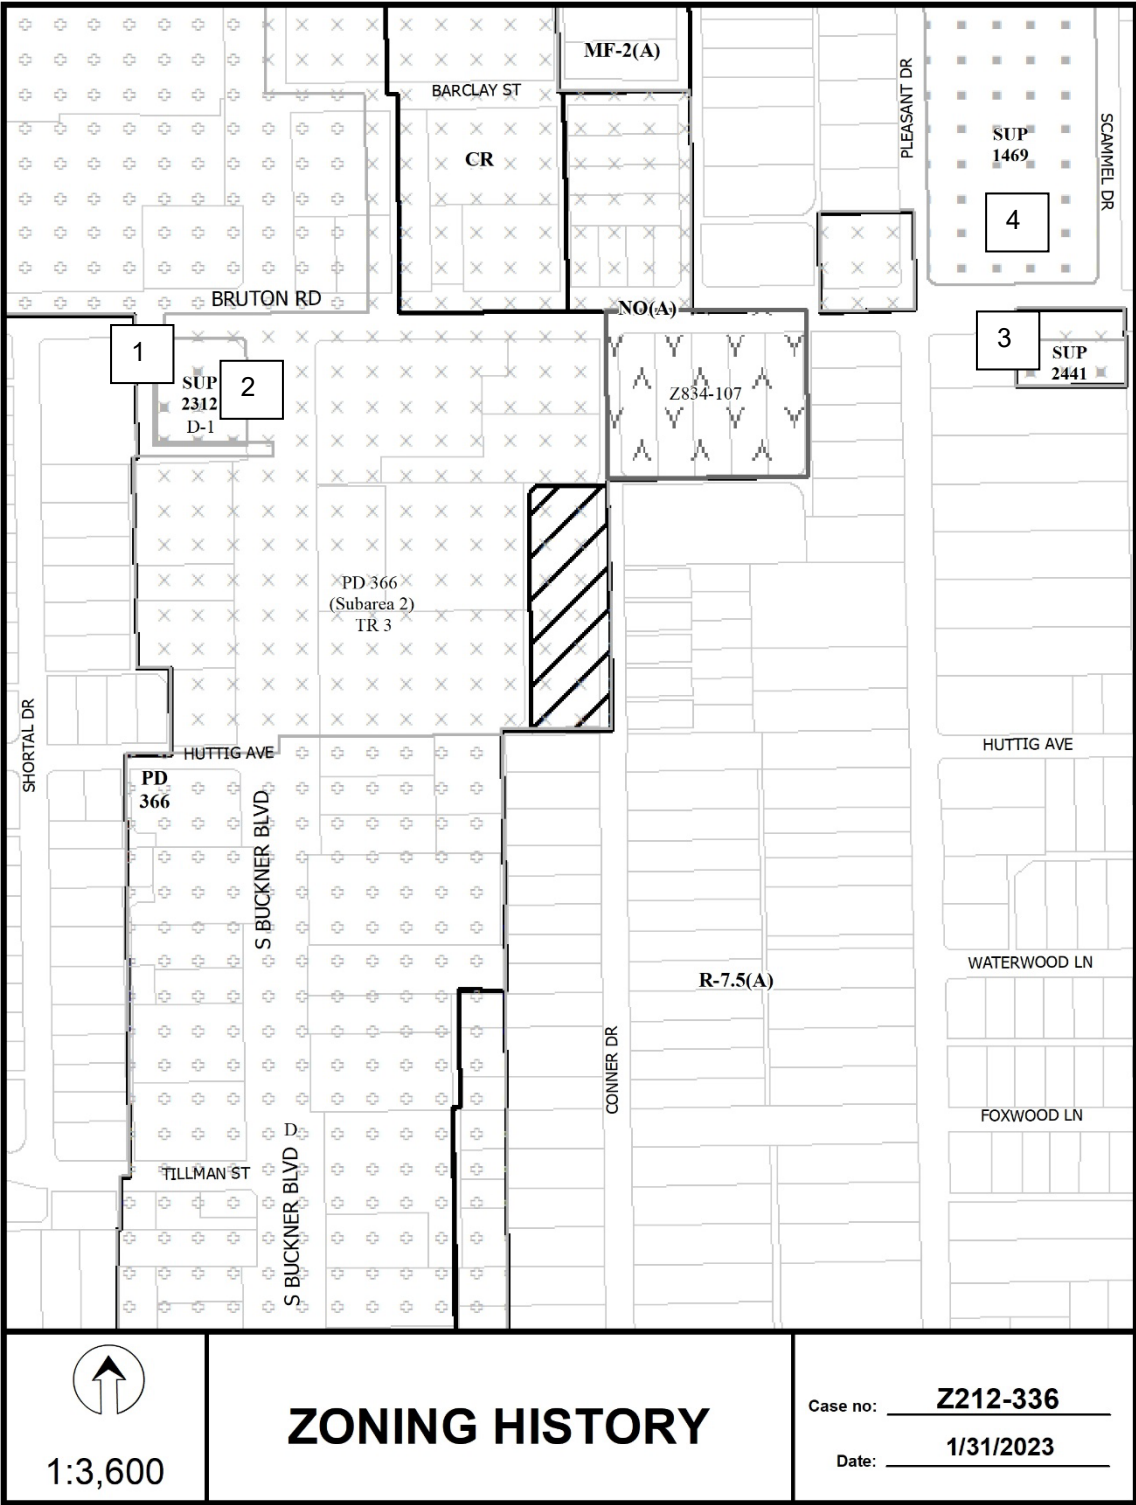 MF-2(A)
BARCLAY ST
PLEASANT DR
SCAMMEL DR
SUP
1469
CR
4
BRUTON RD
NO(A)
1
2
3
SUP
2312
D-1
SUP
2441
Z834-107
PD 366
(Subarea 2)
TR 3
SHORTAL DR
HUTTIG AVE
HUTTIG AVE
PD
366
S BUCKNER BLVD
WATERWOOD LN
R-7.5(A)
CONNER DR
FOXWOOD LN
D
TILLMAN ST
S BUCKNER BLVD
1:3,600
ZONING HISTORY
Case no: Z212-336
Date: 1/31/2023